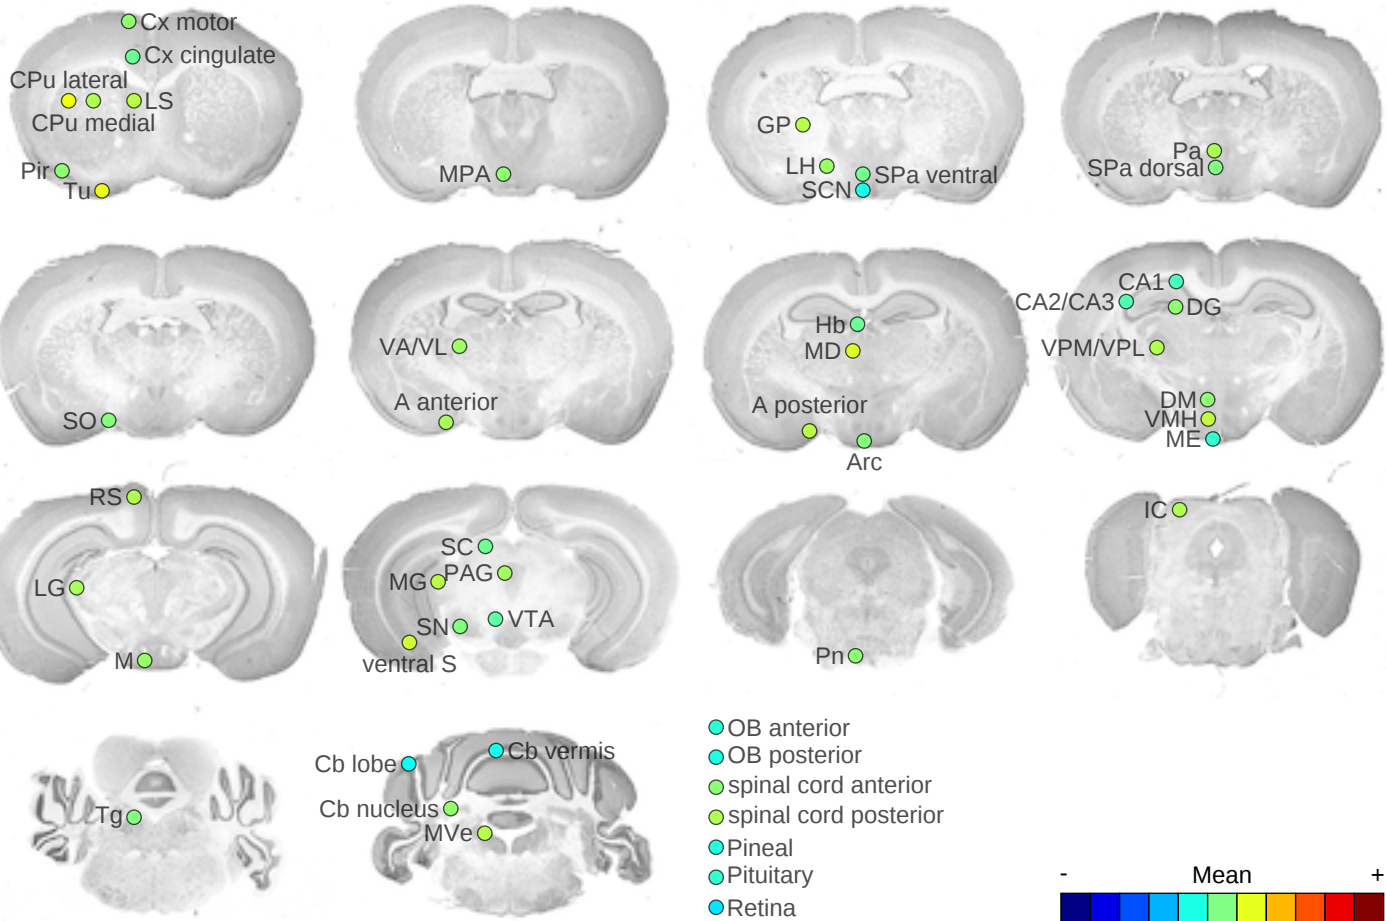 Cx motor
Cx cingulate
CPu lateral
LS
CPu medial
Pir
Tu
MPA
GP
LH
SPa ventral
SCN
Pa
SPa dorsal
SO
VA/VL
A anterior
Hb
MD
A posterior
Arc
CA1
CA2/CA3
DG
VPM/VPL
DM
VMH
ME
RS
LG
M
SC
MG
PAG
SN
VTA
ventral S
Pn
IC
Tg
Cb lobe
Cb vermis
Cb nucleus
MVe
OB anterior
OB posterior
spinal cord anterior
spinal cord posterior
Pineal
Pituitary
Retina
- Mean +